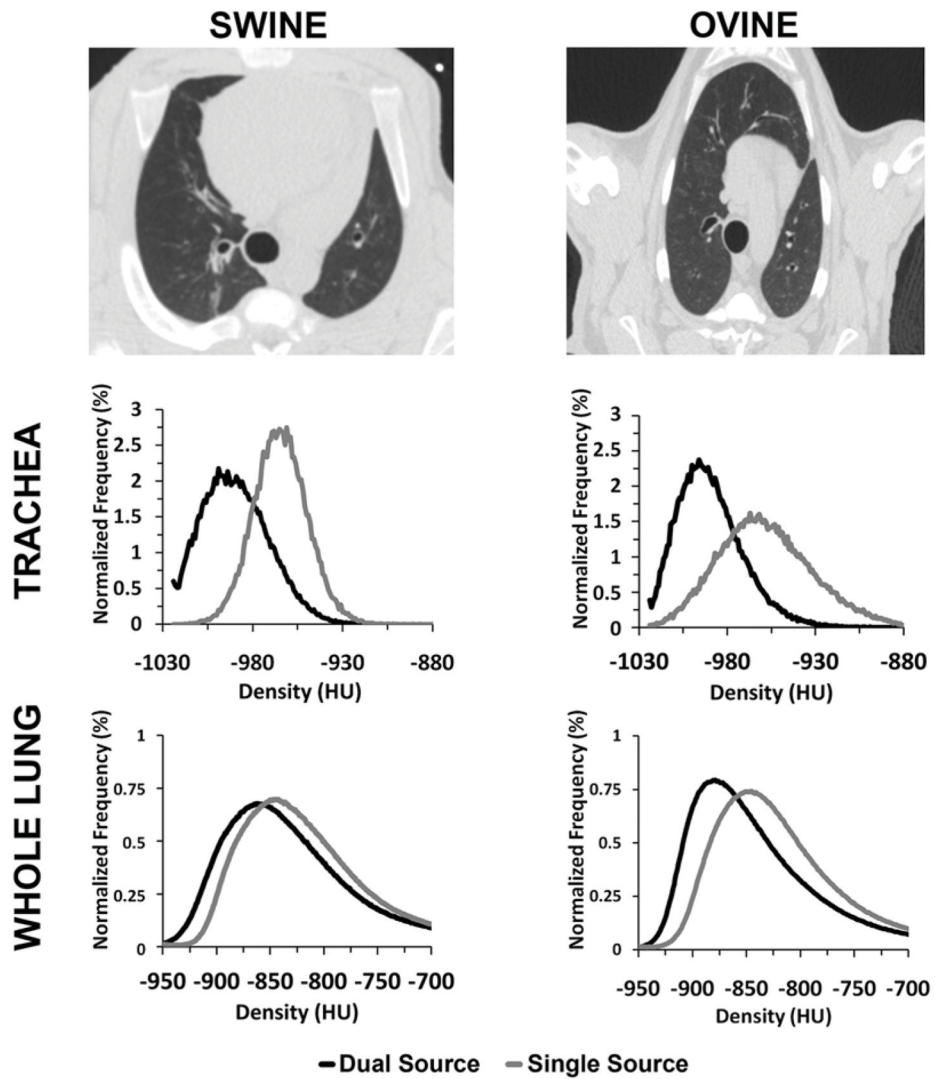 SWINE
OVINE
TRACHEA
Normalized Frequency (%)
3
2.5
2
1.5
1
0.5
0
-1030 -980 -930 -880
Density (HU)
Normalized Frequency (%)
3
2.5
2
1.5
1
0.5
0
-1030 -980 -930 -880
Density (HU)
WHOLE LUNG
Normalized Frequency (%)
1
0.75
0.5
0.25
0
-950 -900 -850 -800 -750 -700
Density (HU)
Normalized Frequency (%)
1
0.75
0.5
0.25
0
-950 -900 -850 -800 -750 -700
Density (HU)
Dual Source Single Source